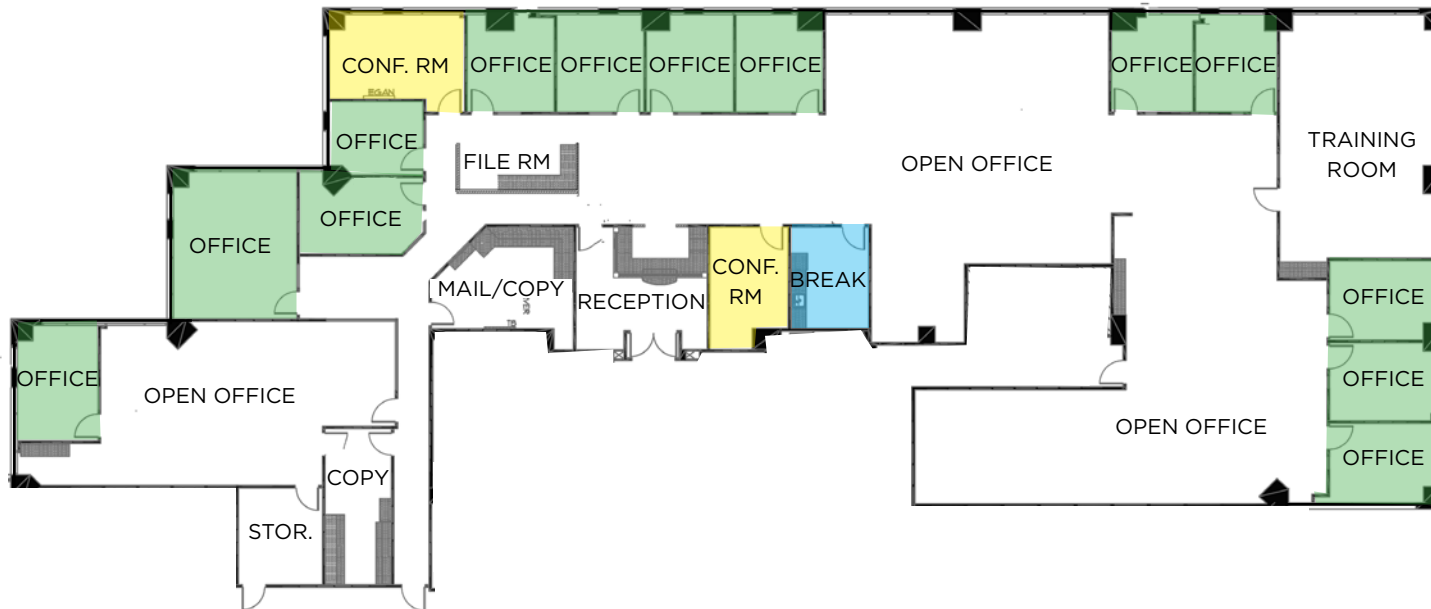 CONF. RM
OFFICE
OFFICE
OFFICE
OFFICE
OFFICE
OFFICE
OFFICE
FILE RM
OPEN OFFICE
TRAINING
ROOM
OFFICE
OFFICE
CONF.
RM
BREAK
MAIL/COPY
RECEPTION
OFFICE
OFFICE
OPEN OFFICE
OFFICE
OPEN OFFICE
OFFICE
COPY
STOR.